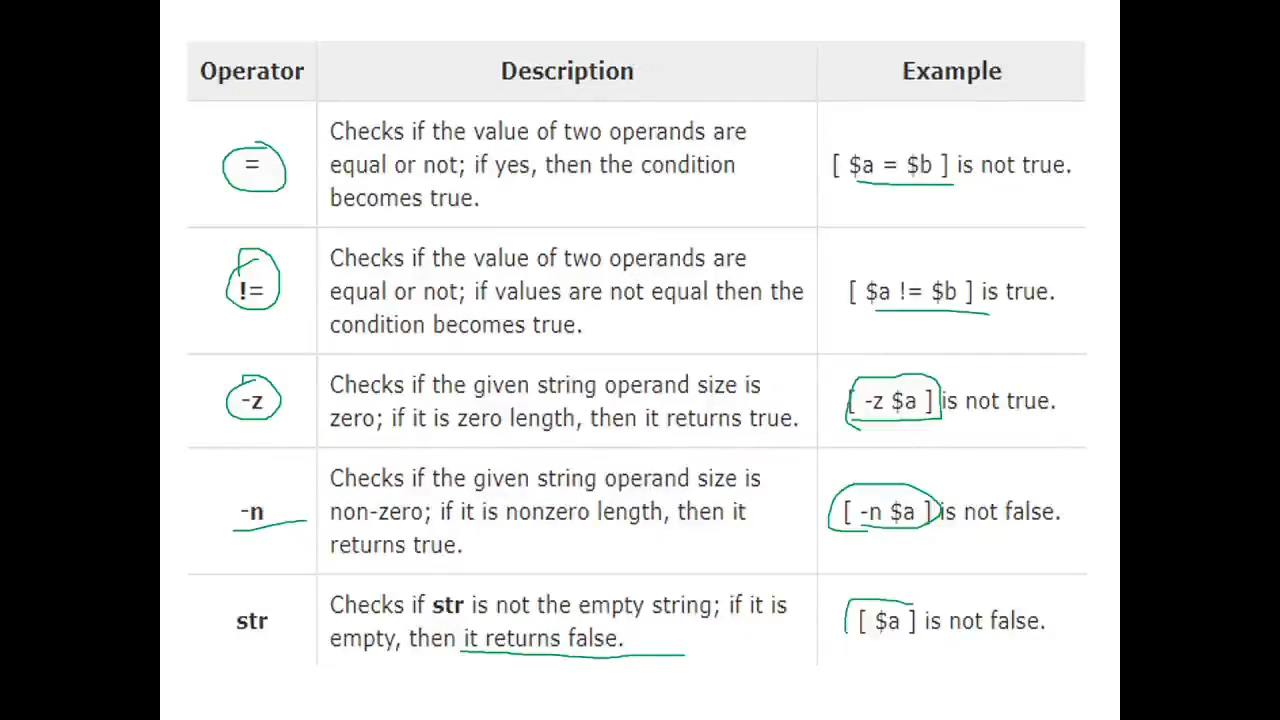 Operator Description Example
Checks if the value of two operands are
= equal or not; if yes, then the condition [ $a = $b ] is not true.
becomes true.
Checks if the value of two operands are
!= equal or not; if values are not equal then the [ $a != $b ] is true.
condition becomes true.
-z Checks if the given string operand size is [ -z $a ] is not true.
zero; if it is zero length, then it returns true.
Checks if the given string operand size is
-n non-zero; if it is nonzero length, then it [ -n $a ] is not false.
returns true.
str Checks if str is not the empty string; if it is [ $a ] is not false.
empty, then it returns false.